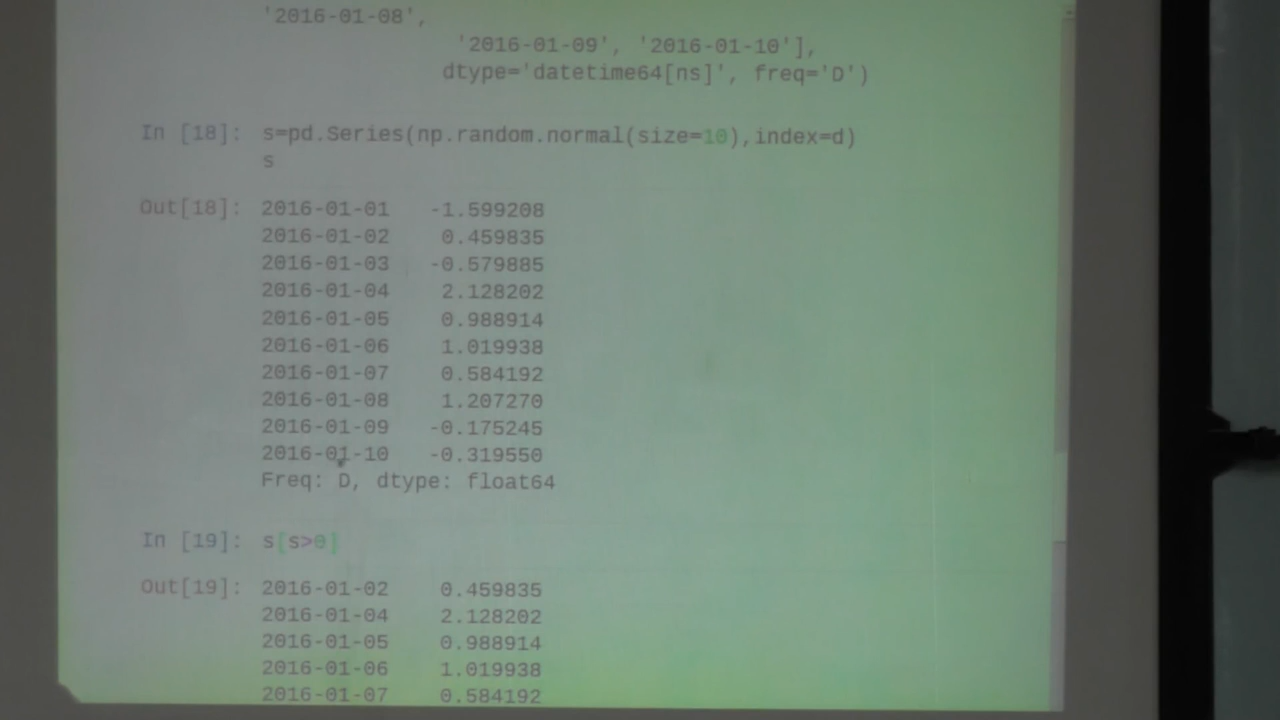 '2016-01-08',
'2016-01-09', '2016-01-10'],
dtype='datetime64[ns]', freq='D')
In [18]: s=pd.Series(np.random.normal(size=10),index=d)
s
Out[18]: 2016-01-01 -1.599208
2016-01-02 0.459835
2016-01-03 -0.579885
2016-01-04 2.128202
2016-01-05 0.988914
2016-01-06 1.019938
2016-01-07 0.584192
2016-01-08 1.207270
2016-01-09 -0.175245
2016-01-10 -0.319550
Freq: D, dtype: float64
In [19]: s[s>0]
Out[19]: 2016-01-02 0.459835
2016-01-04 2.128202
2016-01-05 0.988914
2016-01-06 1.019938
2016-01-07 0.584192